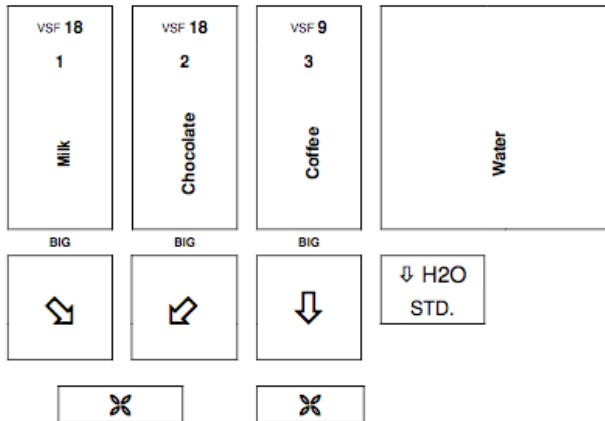 VSF 18
1
Milk
VSF 18
2
Chocolate
VSF 9
3
Coffee
Water
BIG
BIG
BIG
⇩ H2O
STD.